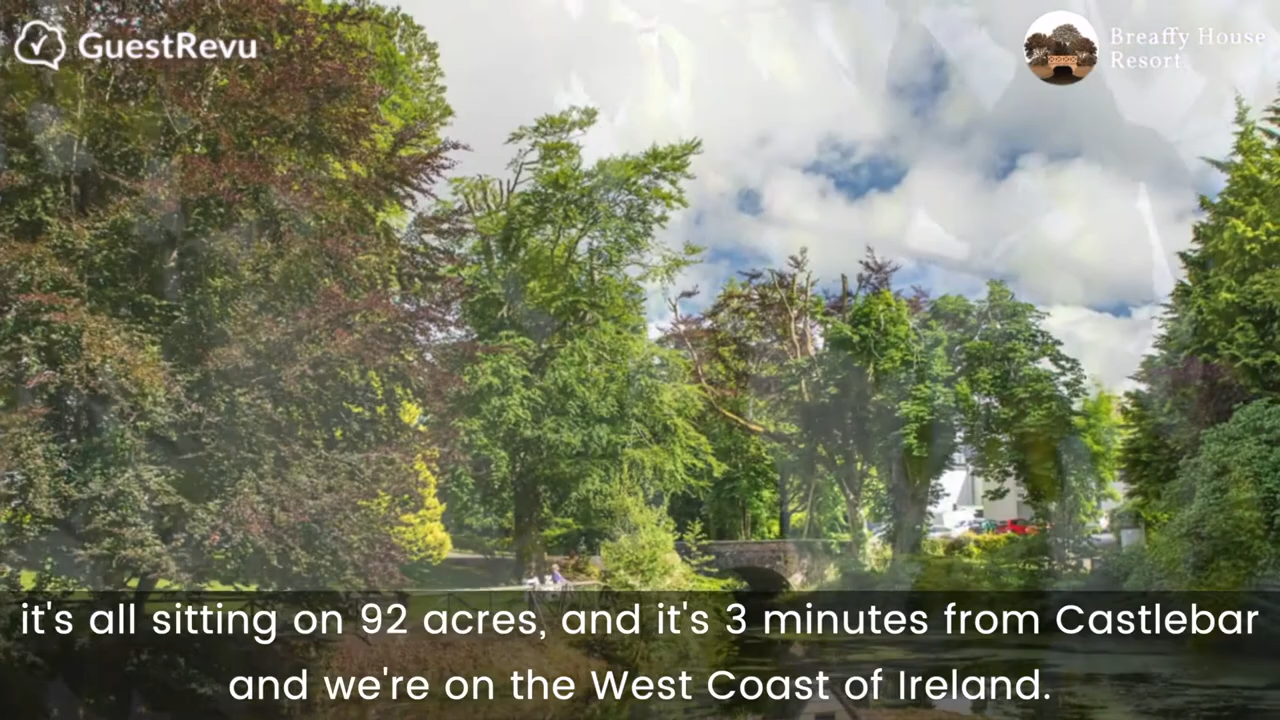 GuestRevu
Breaffy House
Resort
it's all sitting on 92 acres, and it's 3 minutes from Castlebar
and we're on the West Coast of Ireland.